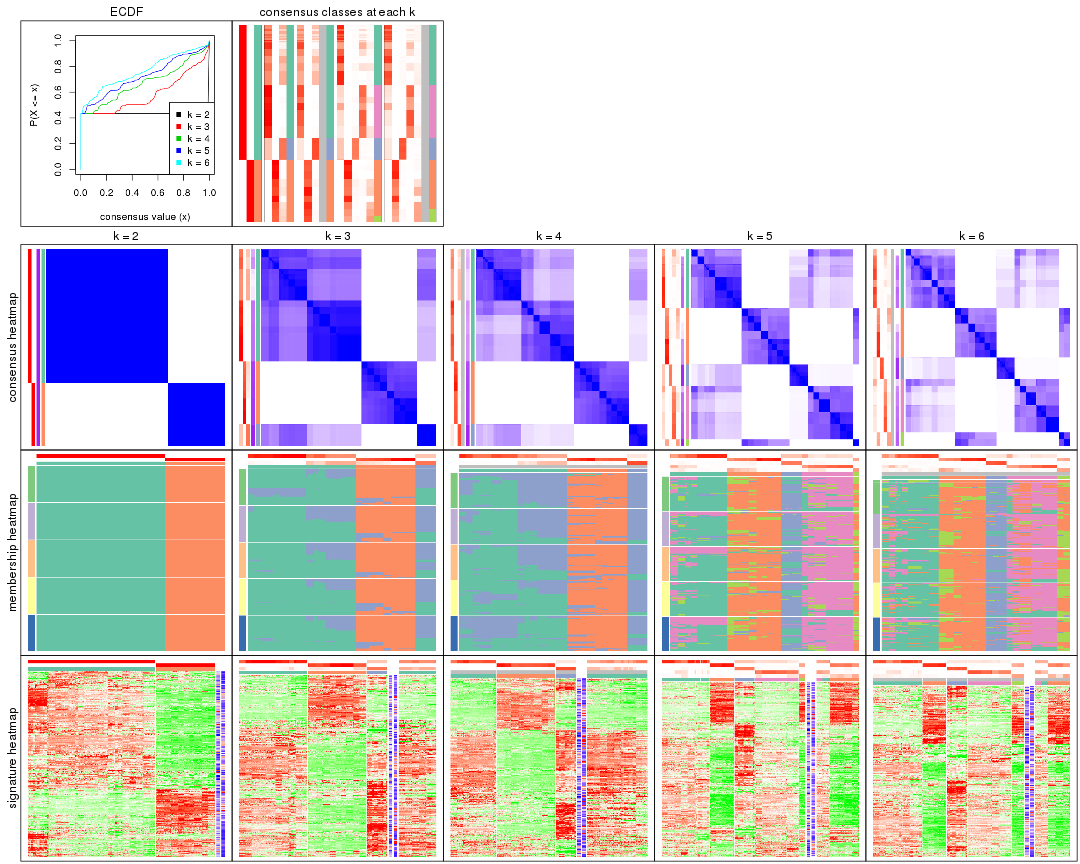 ECDF
consensus classes at each k
P(X <= x)
0.0 0.2 0.4 0.6 0.8 1.0
k = 2
k = 3
k = 4
k = 5
k = 6
0.0 0.2 0.4 0.6 0.8 1.0
consensus value (x)
k = 2 k = 3 k = 4 k = 5 k = 6
consensus heatmap
membership heatmap
signature heatmap